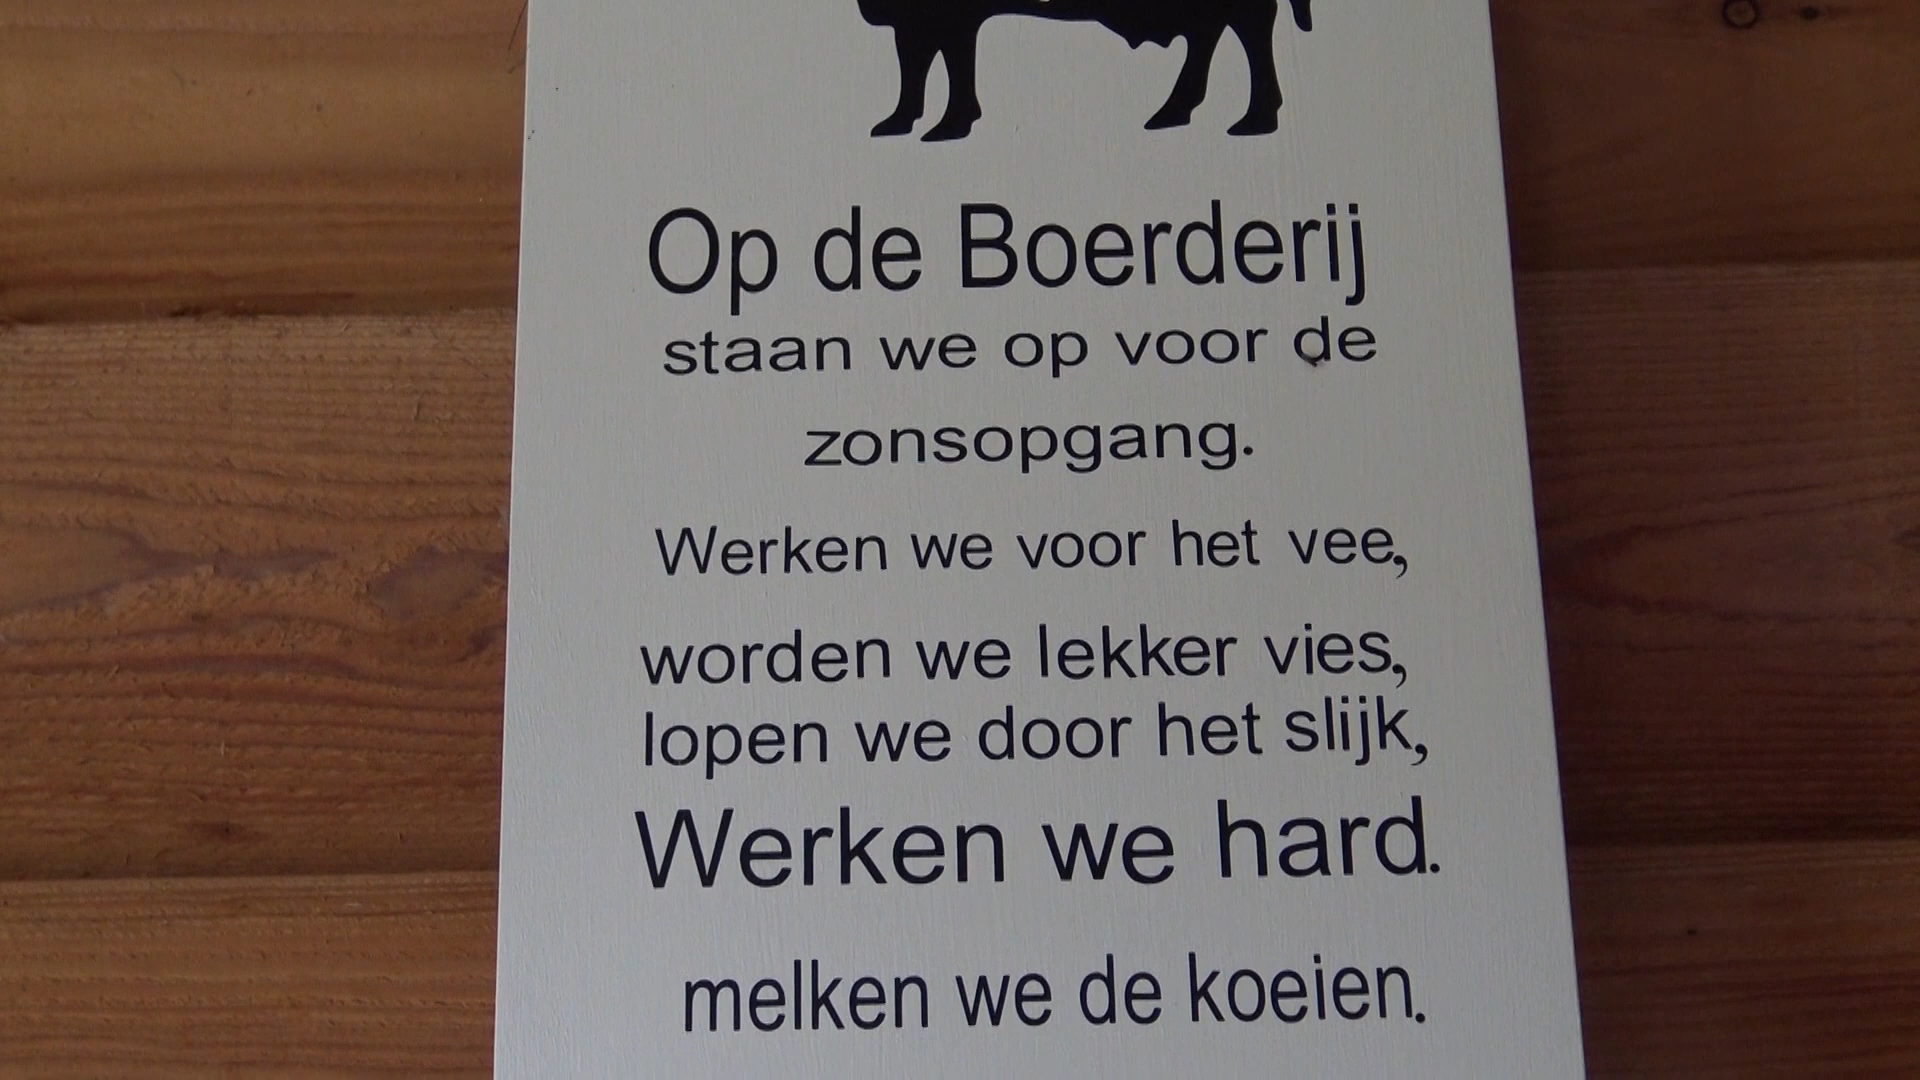 Op de Boerderij
staan we op voor de
zonsopgang.
Werken we voor het vee,
worden we lekker vies,
lopen we door het slijk,
Werken we hard.
melken we de koeien.